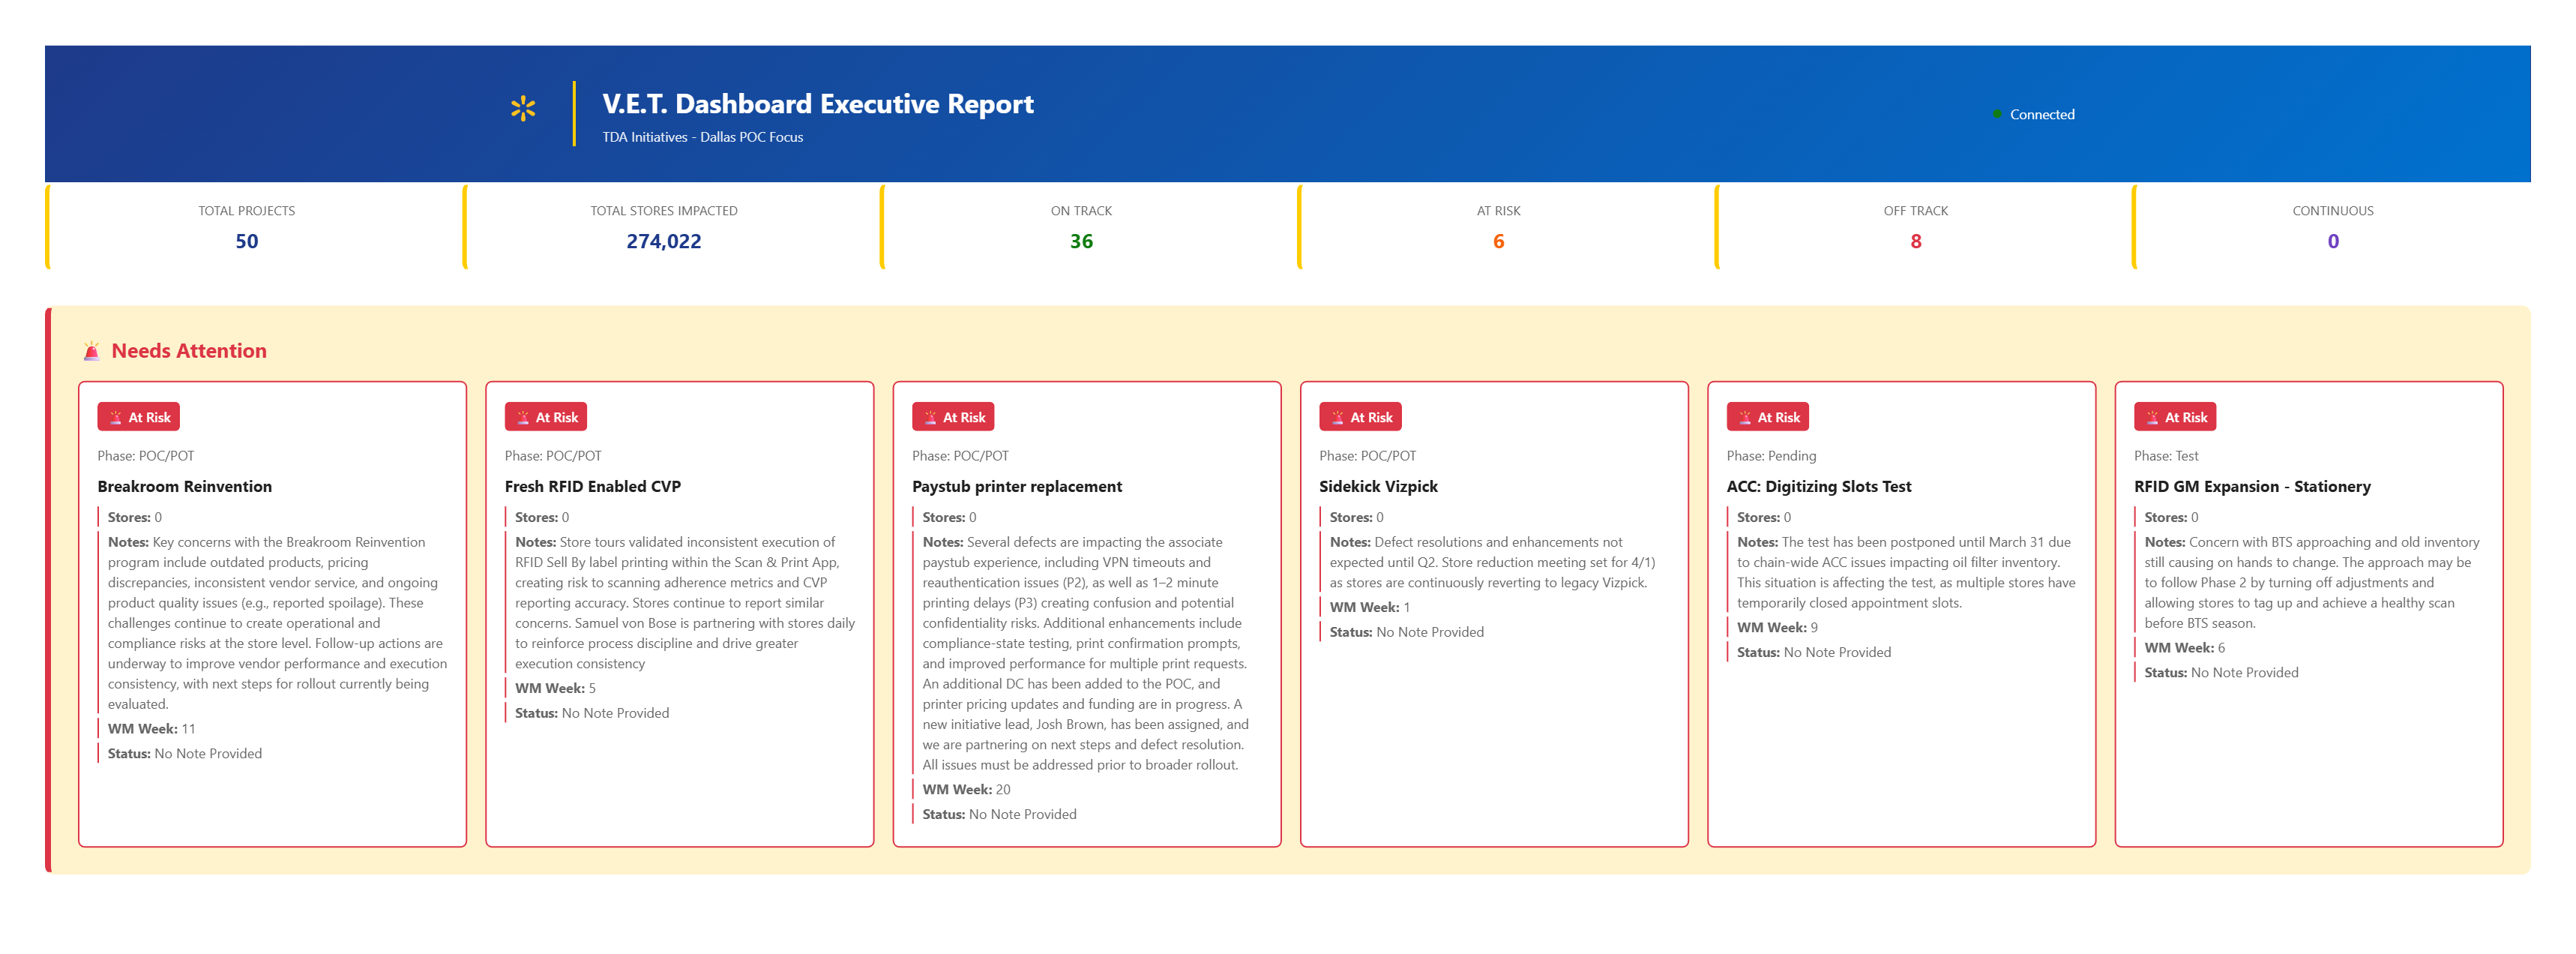 V.E.T. Dashboard Executive Report
TDA Initiatives - Dallas POC Focus
Connected
TOTAL PROJECTS
50
TOTAL STORES IMPACTED
274,022
ON TRACK
36
AT RISK
6
OFF TRACK
8
CONTINUOUS
0
Needs Attention
At Risk
Phase: POC/POT
Breakroom Reinvention
Stores: 0
Notes: Key concerns with the Breakroom Reinvention
program include outdated products, pricing
discrepancies, inconsistent vendor service, and ongoing
product quality issues (e.g., reported spoilage). These
challenges continue to create operational and
compliance risks at the store level. Follow-up actions are
underway to improve vendor performance and execution
consistency, with next steps for rollout currently being
evaluated.
WM Week: 11
Status: No Note Provided
At Risk
Phase: POC/POT
Fresh RFID Enabled CVP
Stores: 0
Notes: Store tours validated inconsistent execution of
RFID Sell By label printing within the Scan & Print App,
creating risk to scanning adherence metrics and CVP
reporting accuracy. Stores continue to report similar
concerns. Samuel von Bose is partnering with stores daily
to reinforce process discipline and drive greater
execution consistency
WM Week: 5
Status: No Note Provided
At Risk
Phase: POC/POT
Paystub printer replacement
Stores: 0
Notes: Several defects are impacting the associate
paystub experience, including VPN timeouts and
reauthentication issues (P2), as well as 1–2 minute
printing delays (P3) creating confusion and potential
confidentiality risks. Additional enhancements include
compliance-state testing, print confirmation prompts,
and improved performance for multiple print requests.
An additional DC has been added to the POC, and
printer pricing updates and funding are in progress. A
new initiative lead, Josh Brown, has been assigned, and
we are partnering on next steps and defect resolution.
All issues must be addressed prior to broader rollout.
WM Week: 20
Status: No Note Provided
At Risk
Phase: POC/POT
Sidekick Vizpick
Stores: 0
Notes: Defect resolutions and enhancements not
expected until Q2. Store reduction meeting set for 4/1)
as stores are continuously reverting to legacy Vizpick.
WM Week: 1
Status: No Note Provided
At Risk
Phase: Pending
ACC: Digitizing Slots Test
Stores: 0
Notes: The test has been postponed until March 31 due
to chain-wide ACC issues impacting oil filter inventory.
This situation is affecting the test, as multiple stores have
temporarily closed appointment slots.
WM Week: 9
Status: No Note Provided
At Risk
Phase: Test
RFID GM Expansion - Stationery
Stores: 0
Notes: Concern with BTS approaching and old inventory
still causing on hands to change. The approach may be
to follow Phase 2 by turning off adjustments and
allowing stores to tag up and achieve a healthy scan
before BTS season.
WM Week: 6
Status: No Note Provided